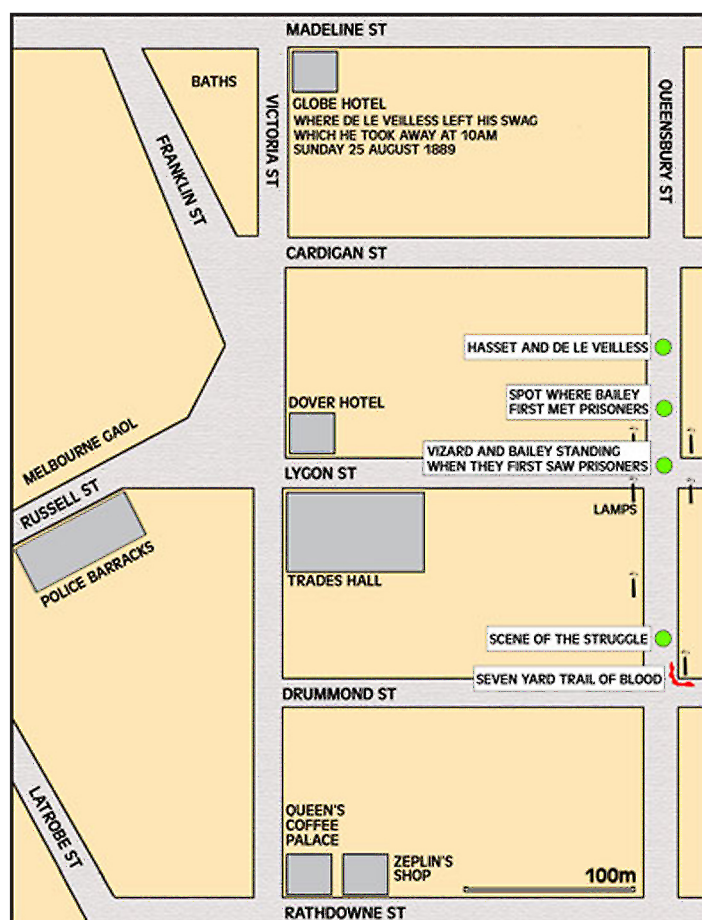 MADELINE ST
BATHS
FRANKLIN ST
VICTORIA ST
QUEENSBURY ST
GLOBE HOTEL
WHERE DE LE VEILLESS LEFT HIS SWAG
WHICH HE TOOK AWAY AT 10AM
SUNDAY 25 AUGUST 1889
CARDIGAN ST
HASSET AND DE LE VEILLESS
SPOT WHERE BAILEY
FIRST MET PRISONERS
DOVER HOTEL
MELBOURNE GAOL
VIZARD AND BAILEY STANDING
WHEN THEY FIRST SAW PRISONERS
LYGON ST
RUSSELL ST
LAMPS
POLICE BARRACKS
TRADES HALL
SCENE OF THE STRUGGLE
SEVEN YARD TRAIL OF BLOOD
DRUMMOND ST
LATROBE ST
QUEEN'S
COFFEE
PALACE
ZEPLIN'S
SHOP
100m
RATHDOWNE ST